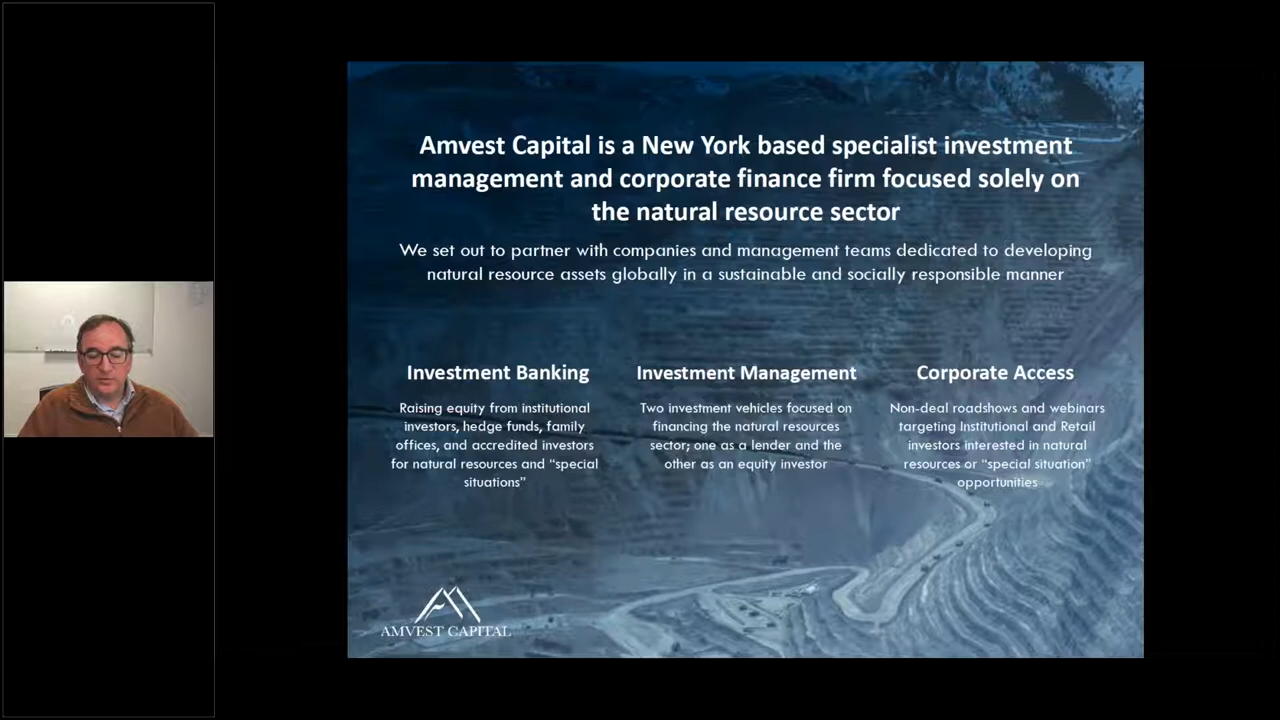 Amvest Capital is a New York based specialist investment
management and corporate finance firm focused solely on
the natural resource sector
We set out to partner with companies and management teams dedicated to developing
natural resource assets globally in a sustainable and socially responsible manner
Investment Banking
Raising equity from institutional
investors, hedge funds, family
offices, and accredited investors
for natural resources and “special
situations”
Investment Management
Two investment vehicles focused on
financing the natural resources
sector; one as a lender and the
other as an equity investor
Corporate Access
Non-deal roadshows and webinars
targeting Institutional and Retail
investors interested in natural
resources or “special situation”
opportunities
AMVEST CAPITAL